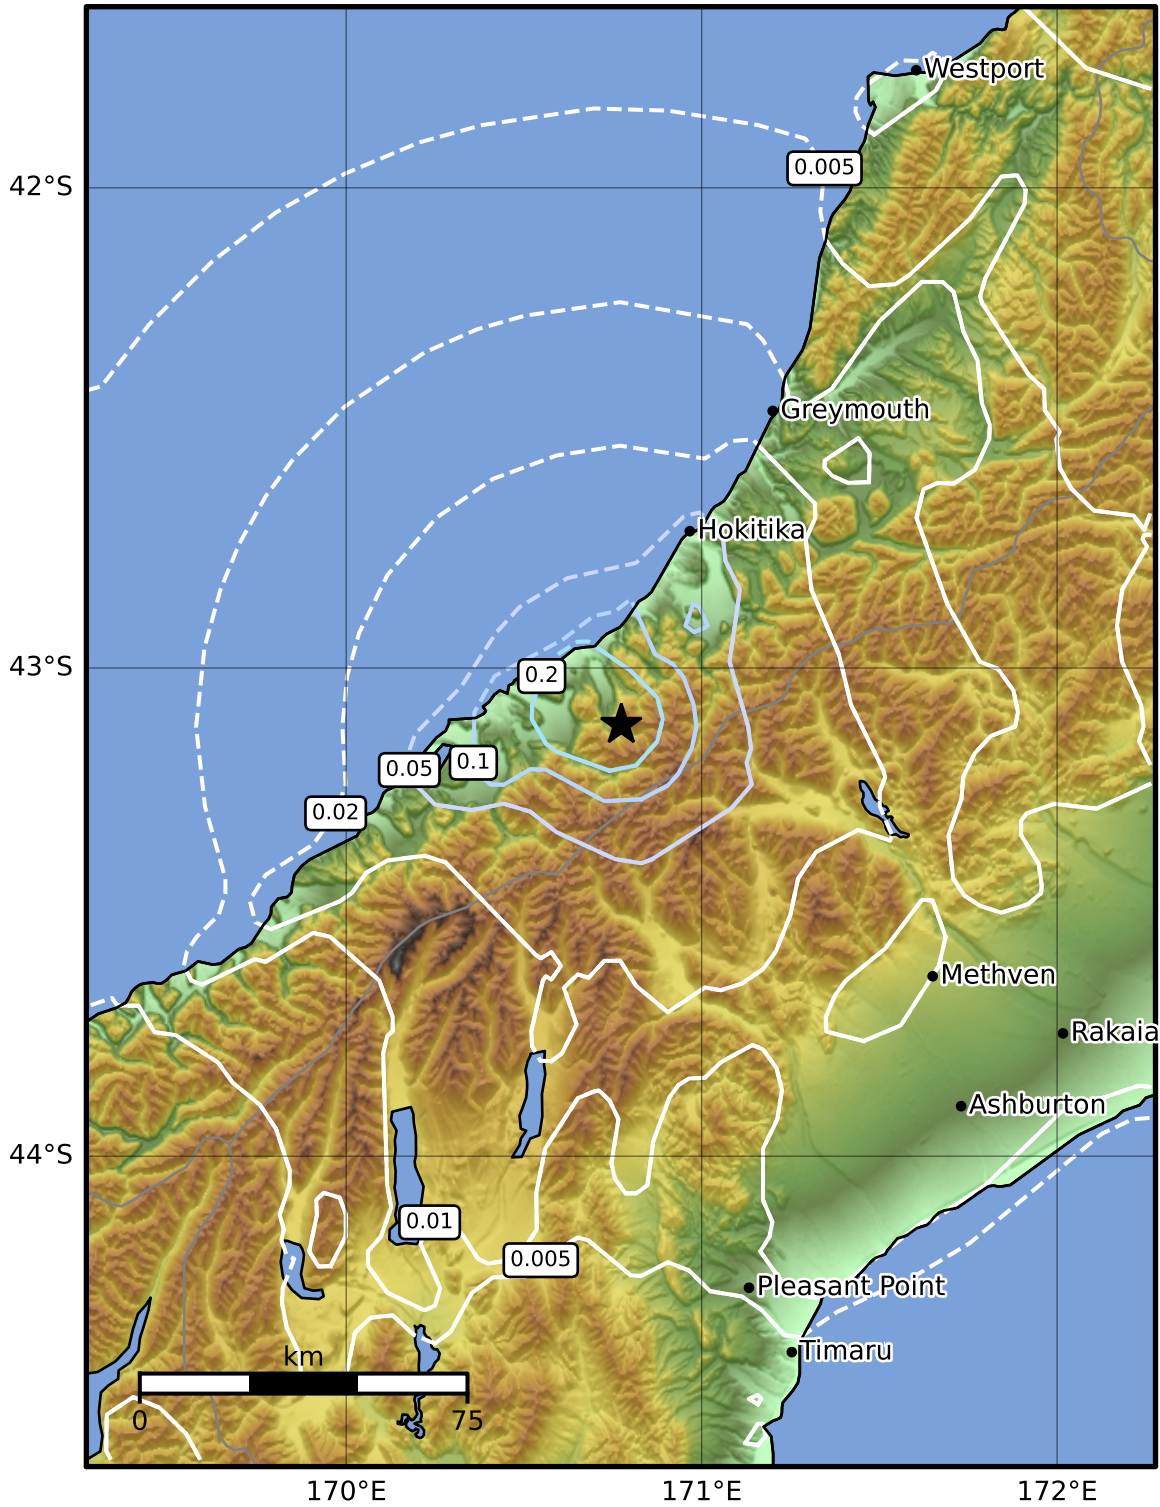 Westport
0.005
42°S
Greymouth
Hokitika
43°S
0.2
0.1
0.05
0.02
Methven
Rakaia
Ashburton
44°S
0.01
0.005
Pleasant Point
Timaru
km
0 75
170°E 171°E 172°E